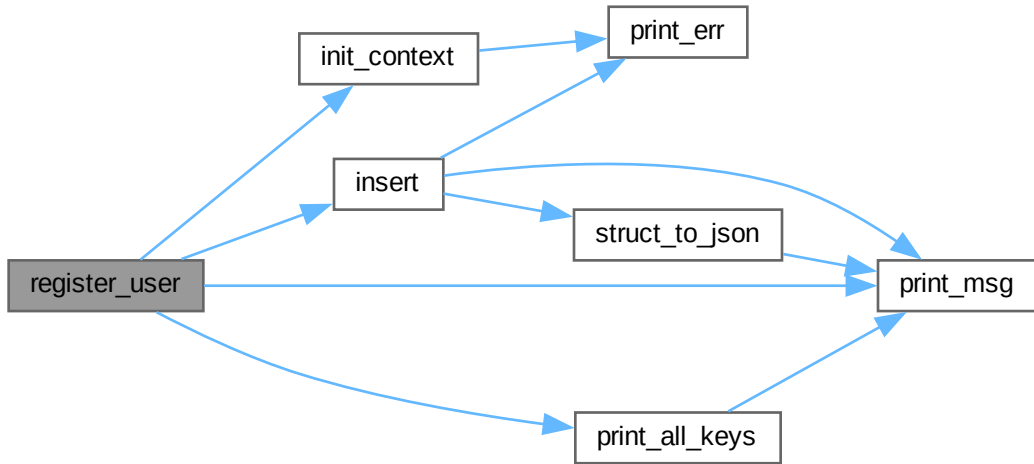 print_err
init_context
insert
struct_to_json
register_user
print_msg
print_all_keys